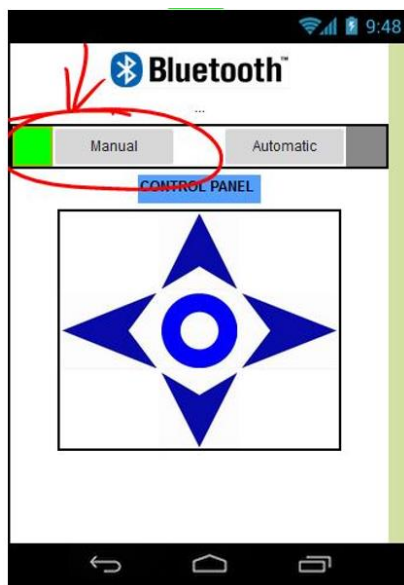 9:48
Bluetooth™
...
Manual Automatic
CONTROL PANEL